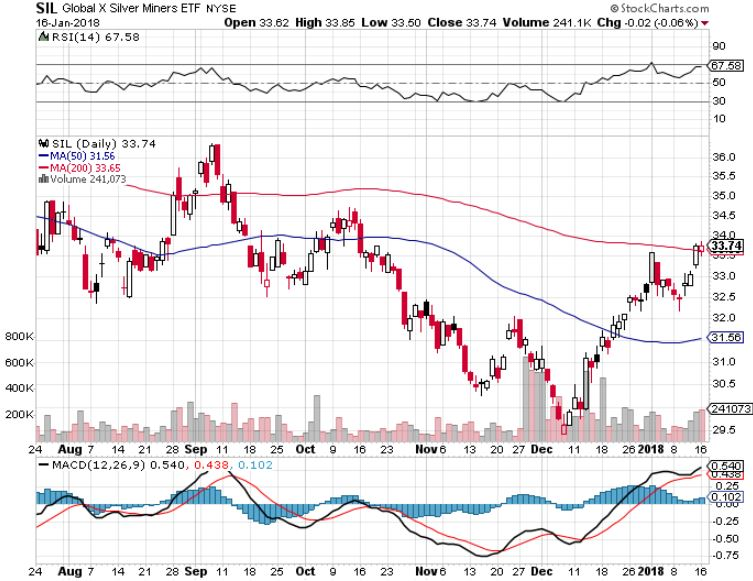 SIL Global X Silver Miners ETF NYSE © StockCharts.com
16-Jan-2018 Open 33.62 High 33.85 Low 33.50 Close 33.74 Volume 241.1K Chg -0.02 (-0.06%)
RSI(14) 67.58
90
67.58
50
30
10
SIL (Daily) 33.74
MA(50) 31.56
MA(200) 33.65
Volume 241,073
36.0
35.5
35.0
34.5
34.0
33.74
33.0
32.5
32.0
31.56
31.0
30.5
29.5
800K
600K
400K
200K
241073
24 Aug 7 14 21 28 Sep 11 18 25 Oct 9 16 23 Nov 6 13 20 27 Dec 11 18 26 2018 8 16
MACD(12,26,9) 0.540, 0.438, 0.102
0.540
0.438
0.25
0.102
-0.25
-0.50
-0.75
24 Aug 7 14 21 28 Sep 11 18 25 Oct 9 16 23 Nov 6 13 20 27 Dec 11 18 26 2018 8 16